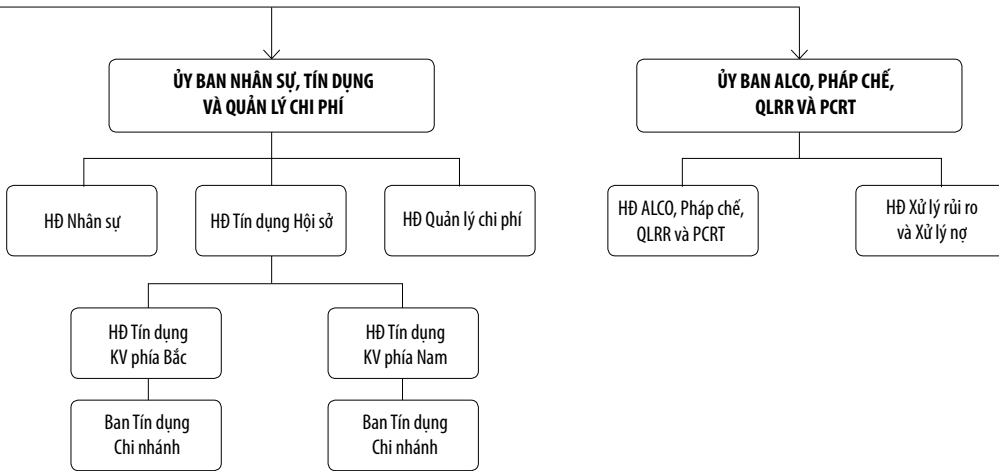 ỦY BAN NHÂN SỰ, TÍN DỤNG
VÀ QUẢN LÝ CHI PHÍ
ỦY BAN ALCO, PHÁP CHẾ,
QLRR VÀ PCRT
HĐ Nhân sự
HĐ Tín dụng Hội sở
HĐ Quản lý chi phí
HĐ ALCO, Pháp chế,
QLRR và PCRT
HĐ Xử lý rủi ro
và Xử lý nợ
HĐ Tín dụng
KV phía Bắc
HĐ Tín dụng
KV phía Nam
Ban Tín dụng
Chi nhánh
Ban Tín dụng
Chi nhánh